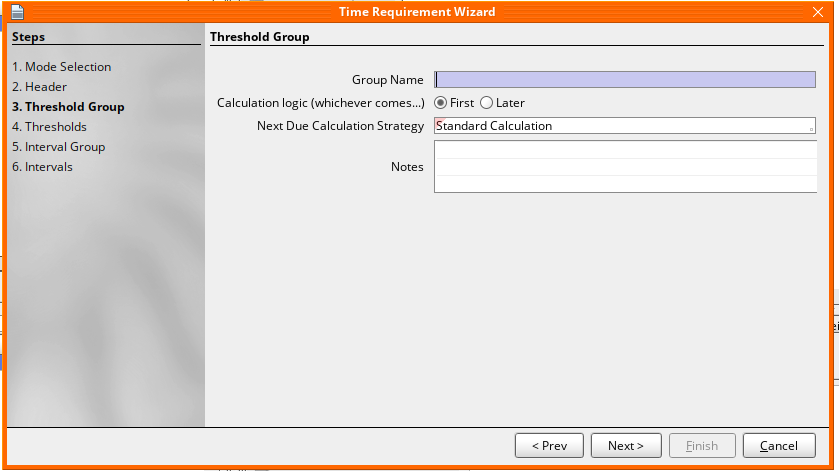 Time Requirement Wizard
Steps
1. Mode Selection
2. Header
3. Threshold Group
4. Thresholds
5. Interval Group
6. Intervals
Threshold Group
Group Name
Calculation logic (whichever comes...) First Later
Next Due Calculation Strategy Standard Calculation
Notes
< Prev Next > Finish Cancel